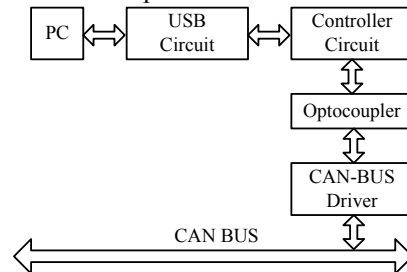 PC
USB
Circuit
Controller
Circuit
Optocoupler
CAN-BUS
Driver
CAN BUS